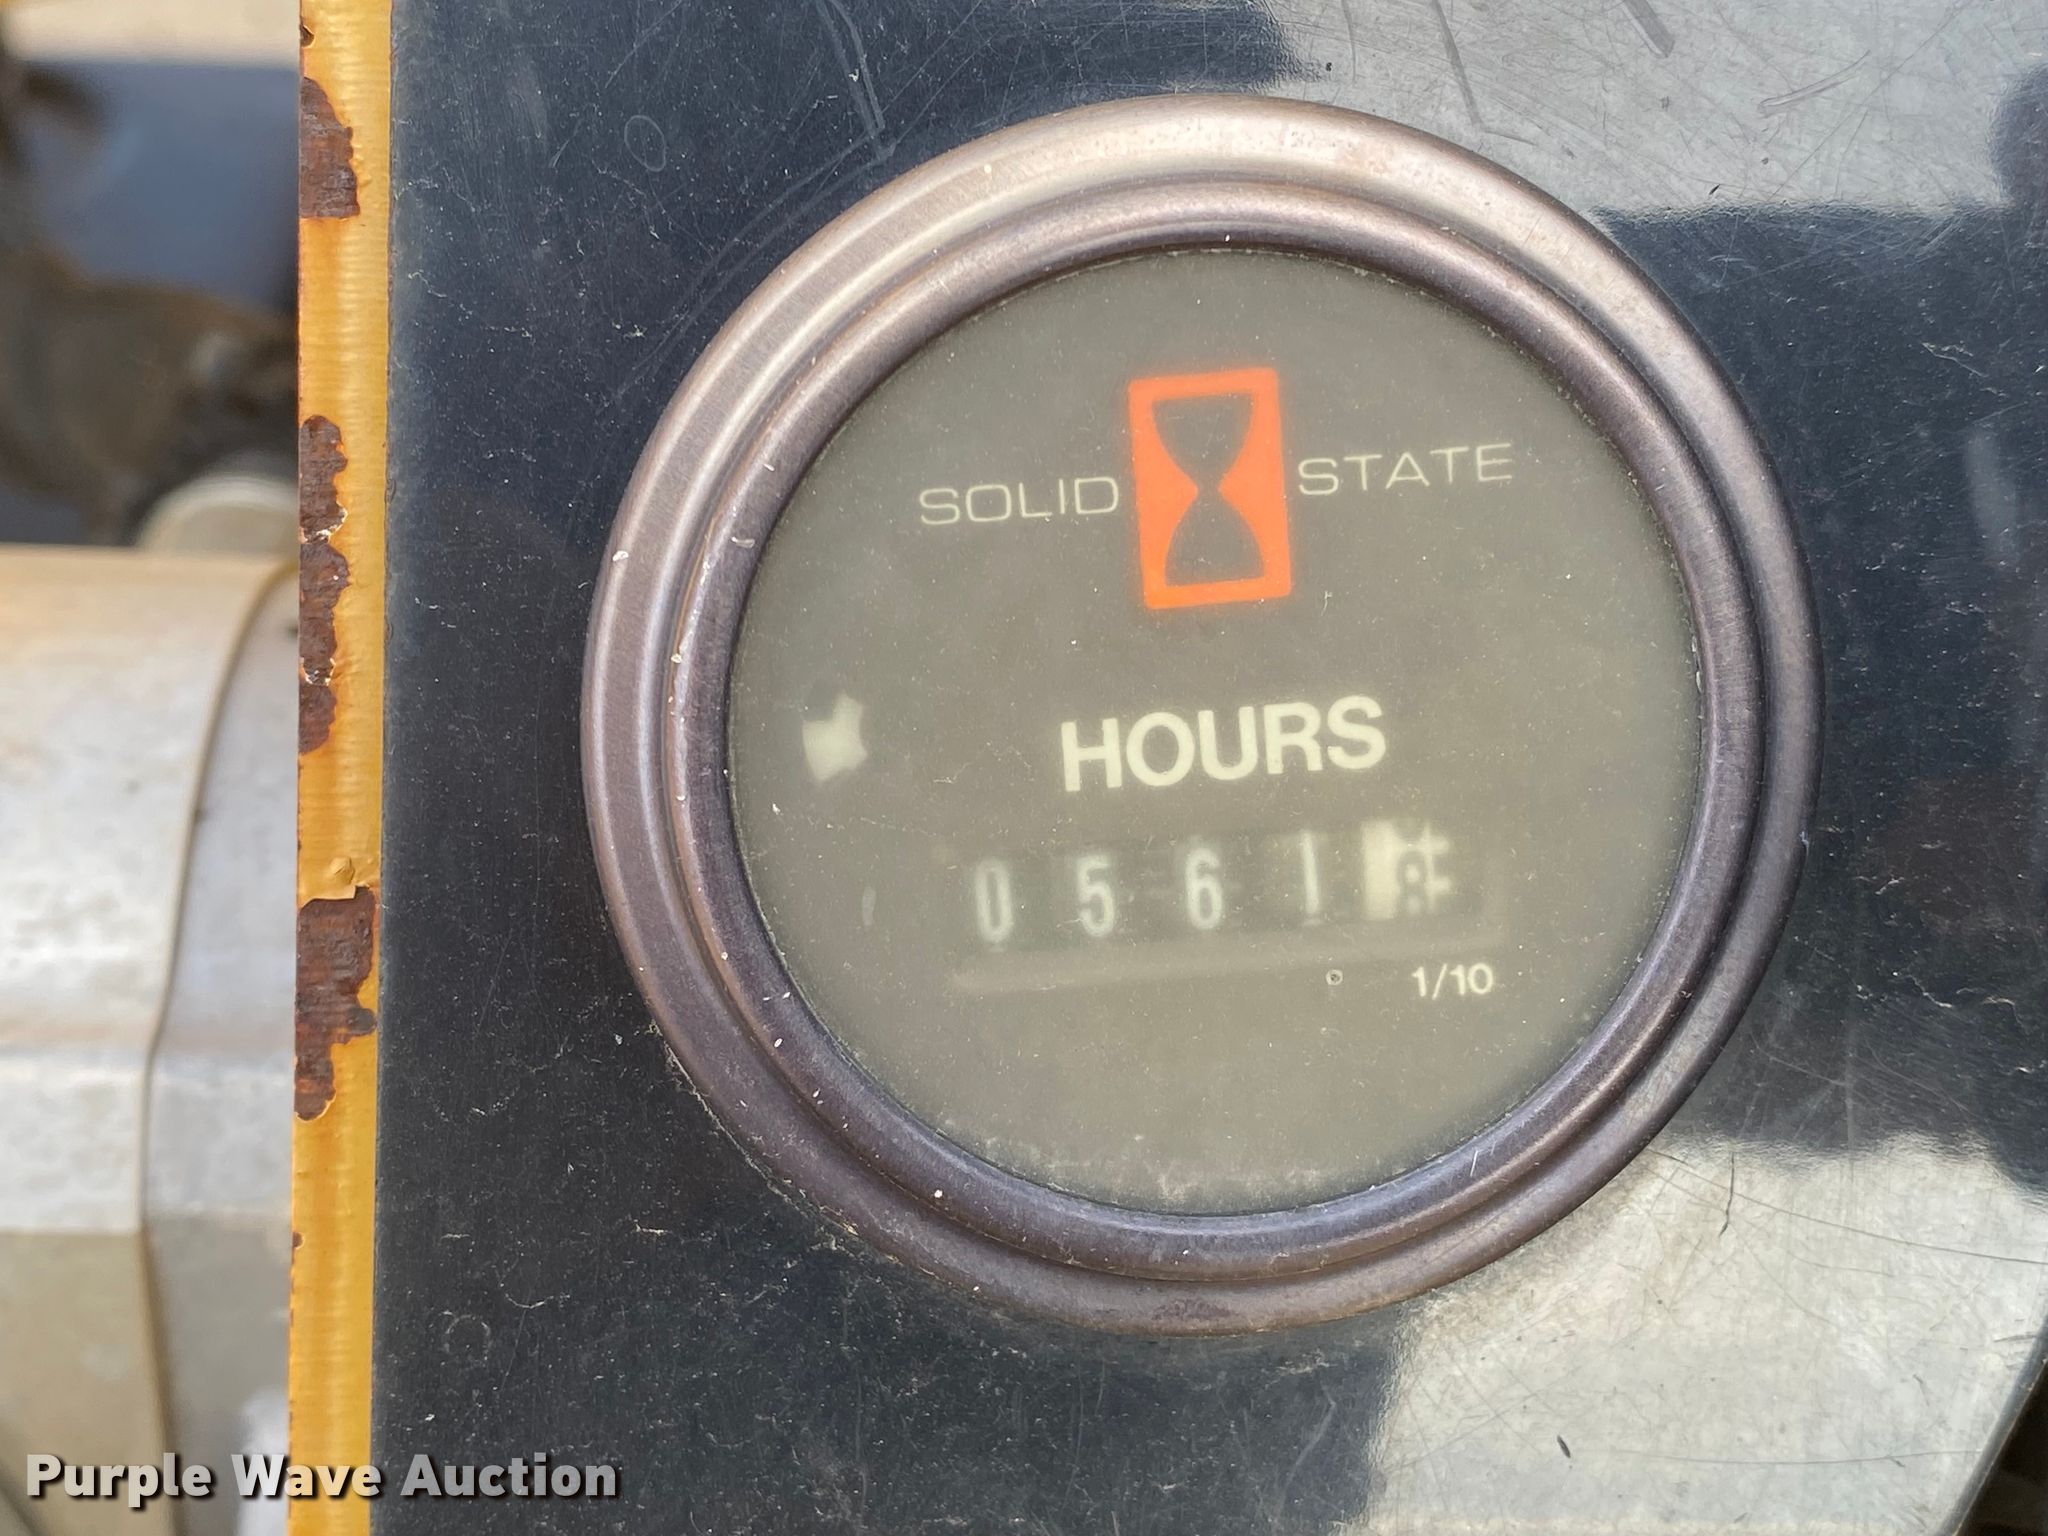 SOLID STATE
HOURS
0561
1/10
Purple Wave Auction